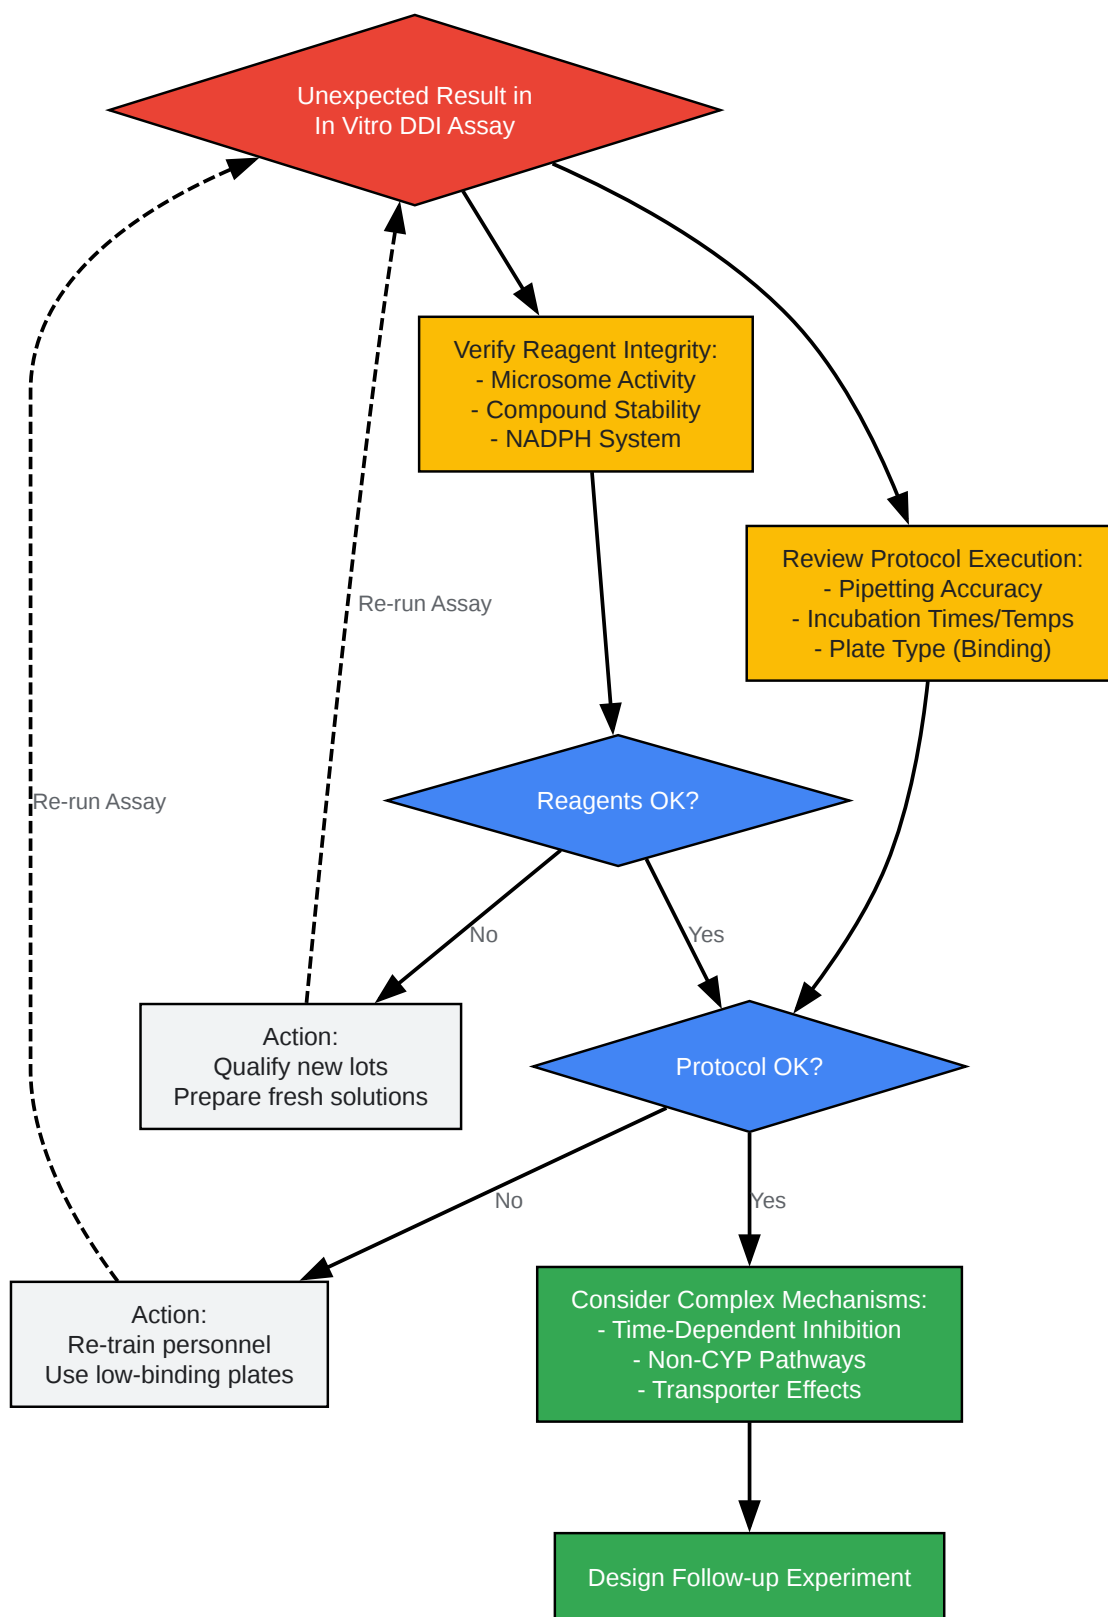 Unexpected Result in
In Vitro DDI Assay
Verify Reagent Integrity:
- Microsome Activity
- Compound Stability
- NADPH System
Review Protocol Execution:
- Pipetting Accuracy
- Incubation Times/Temps
- Plate Type (Binding)
Re-run Assay
Re-run Assay
Reagents OK?
No
Yes
Action:
Qualify new lots
Prepare fresh solutions
Protocol OK?
No
Yes
Action:
Re-train personnel
Use low-binding plates
Consider Complex Mechanisms:
- Time-Dependent Inhibition
- Non-CYP Pathways
- Transporter Effects
Design Follow-up Experiment